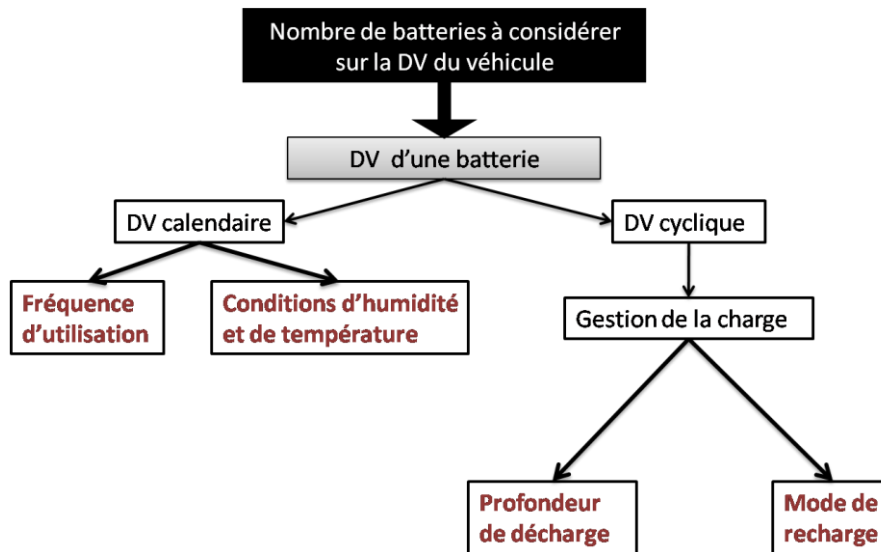 Nombre de batteries à considérer
sur la DV du véhicule
DV d'une batterie
DV calendaire
DV cyclique
Fréquence
d'utilisation
Conditions d'humidité
et de température
Gestion de la charge
Profondeur
de décharge
Mode de
recharge